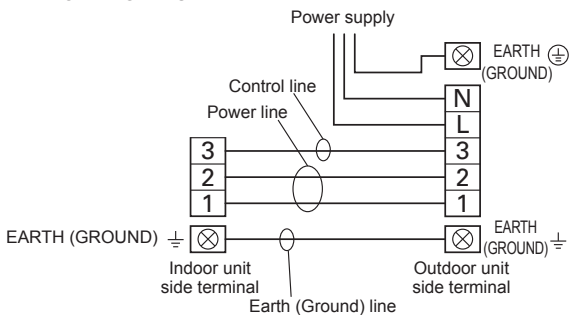 Power supply
EARTH
(GROUND)
Control line
Power line
N
L
3
3
2
2
1
1
EARTH (GROUND)
EARTH
(GROUND)
Indoor unit
side terminal
Outdoor unit
side terminal
Earth (Ground) line